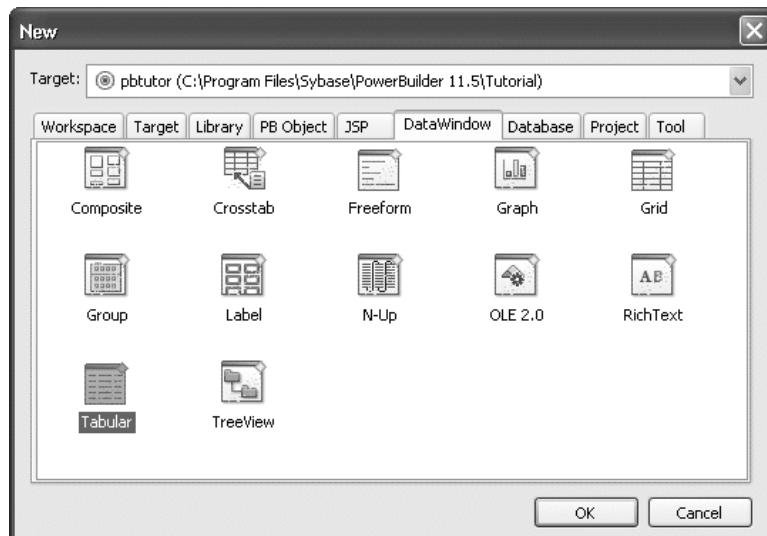 New
Target: pbtutor (C:\Program Files\Sybase\PowerBuilder 11.5\Tutorial)
Workspace Target Library PB Object JSP DataWindow Database Project Tool
Composite Crosstab Freeform Graph Grid
Group Label N-Up OLE 2.0 RichText
Tabular TreeView
OK Cancel